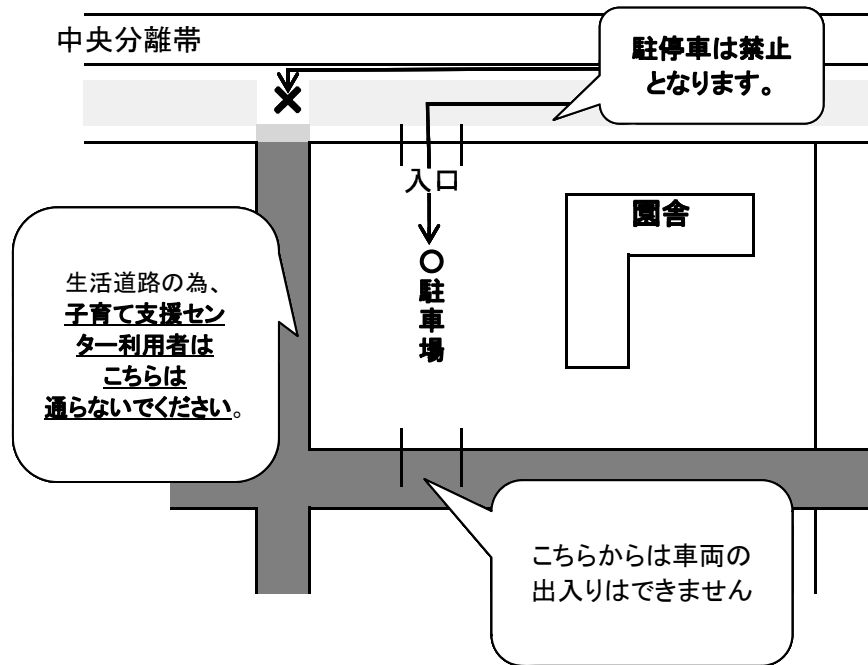 中央分離帯
駐停車は禁止
となります。
入口
園舎
○駐車場
生活道路の為、
子育て支援セン
ター利用者は
こちらは
通らないでください。
こちらからは車両の
出入りはできません